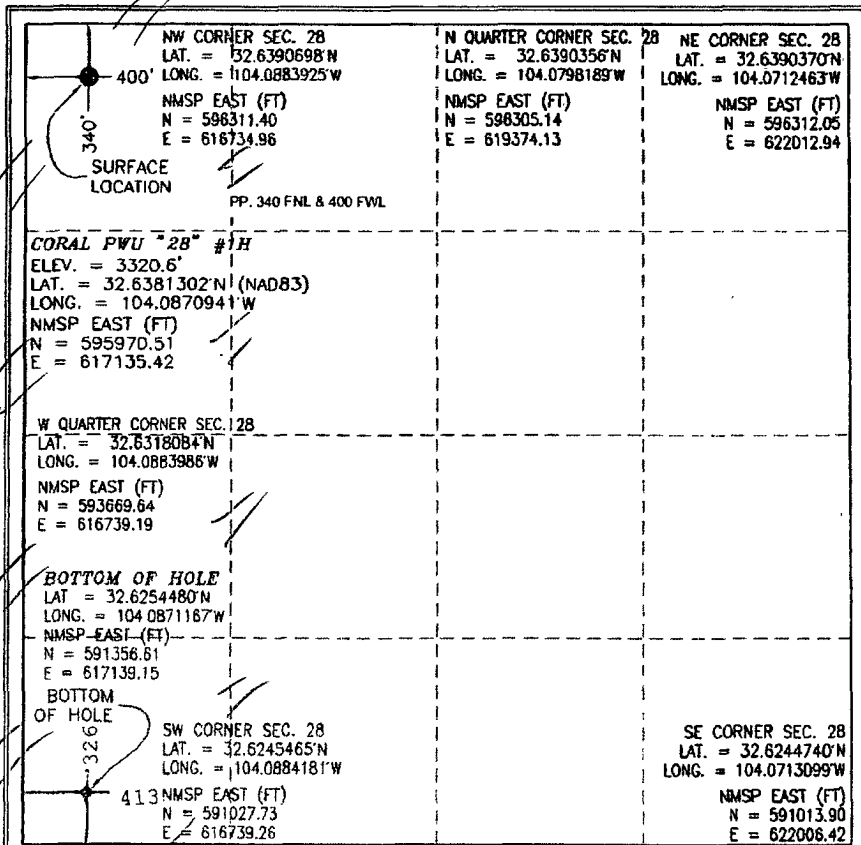 NW CORNER SEC. 28
LAT. = 32.6390698'N
LONG. = 104.0883925'W
NMSP EAST (FT)
N = 596311.40
E = 616734.96
N QUARTER CORNER SEC. 28
LAT. = 32.6390356'N
LONG. = 104.0798189'W
NMSP EAST (FT)
N = 596305.14
E = 619374.13
NE CORNER SEC. 28
LAT. = 32.6390370'N
LONG. = 104.0712463'W
NMSP EAST (FT)
N = 596312.05
E = 622012.94
400'
340'
SURFACE
LOCATION
PP. 340 FNL & 400 FWL
CORAL PWU "28" #1H
ELEV. = 3320.6'
LAT. = 32.6381302'N (NAD83)
LONG. = 104.0870941'W
NMSP EAST (FT)
N = 595970.51
E = 617135.42
W QUARTER CORNER SEC. 28
LAT. = 32.6318084'N
LONG. = 104.0883986'W
NMSP EAST (FT)
N = 593669.64
E = 616739.19
BOTTOM OF HOLE
LAT = 32.6254480'N
LONG. = 104.0871167'W
NMSP EAST (FT)
N = 591356.61
E = 617139.15
BOTTOM
OF HOLE
326'
413
SW CORNER SEC. 28
LAT. = 32.6245465'N
LONG. = 104.0884181'W
NMSP EAST (FT)
N = 591027.73
E = 616739.26
SE CORNER SEC. 28
LAT. = 32.6244740'N
LONG. = 104.0713099'W
NMSP EAST (FT)
N = 591013.90
E = 622006.42